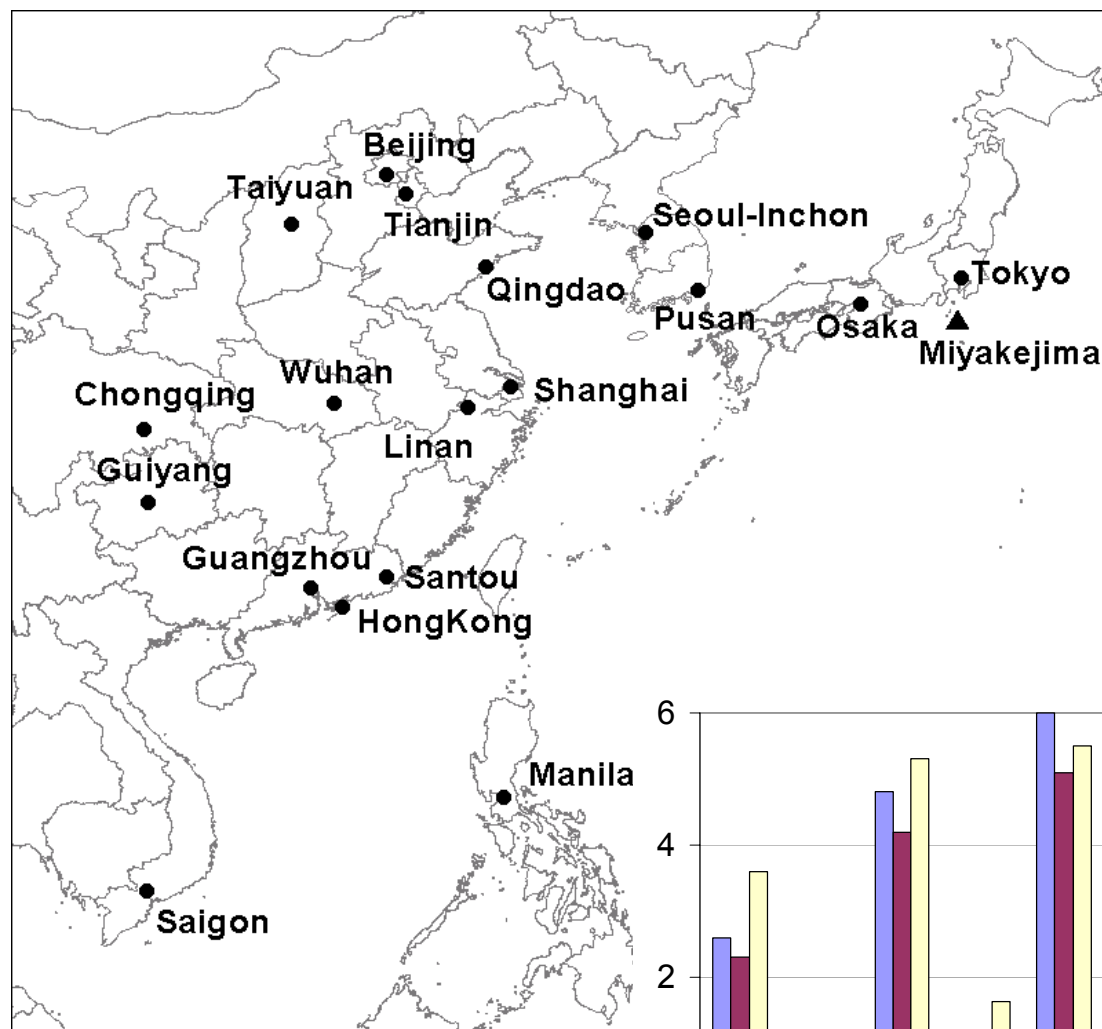 Beijing
Taiyuan
Tianjin
Seoul-Inchon
Qingdao
Tokyo
Pusan
Osaka
Miyakejima
Wuhan
Shanghai
Chongqing
Linan
Guiyang
Guangzhou
Santou
HongKong
6
Manila
4
Saigon
2